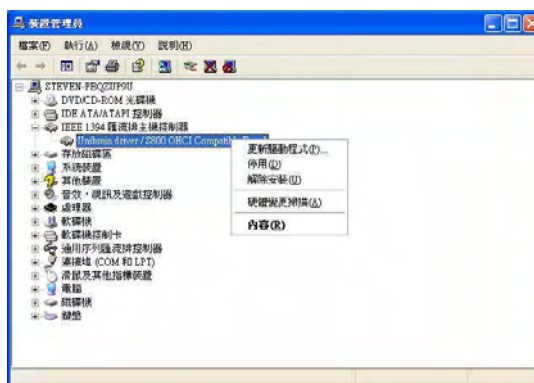 裝置管理員
檔案(F) 執行(A) 檢視(V) 說明(H)
STEVEN-PBQZUP9U
DVD/CD-ROM 光碟機
IDE ATA/ATAPI 控制器
IEEE 1394 匯流排主機控制器
Unibrain driver / Z800 OHCI Compatible Board
更新驅動程式(P)...
停用(D)
解除安裝(U)
硬體變更掃描(A)
內容(R)
存放磁碟區
系統裝置
其他裝置
音效，視訊及遊戲控制器
處理器
軟碟機
軟碟機控制卡
通用序列匯流排控制器
連接埠 (COM 和 LPT)
滑鼠及其他指標裝置
電腦
磁碟機
鍵盤